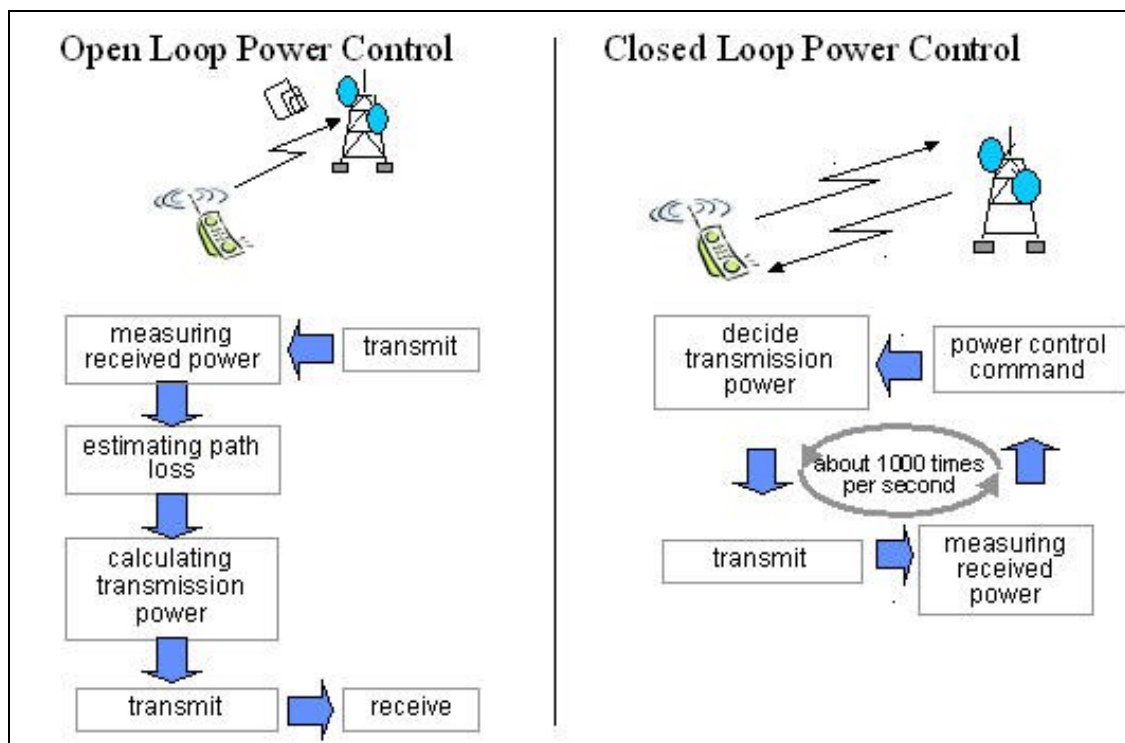 Open Loop Power Control
measuring
received power
transmit
estimating path
loss
calculating
transmission
power
transmit
receive
Closed Loop Power Control
decide
transmission
power
power control
command
about 1000 times
per second
transmit
measuring
received
power